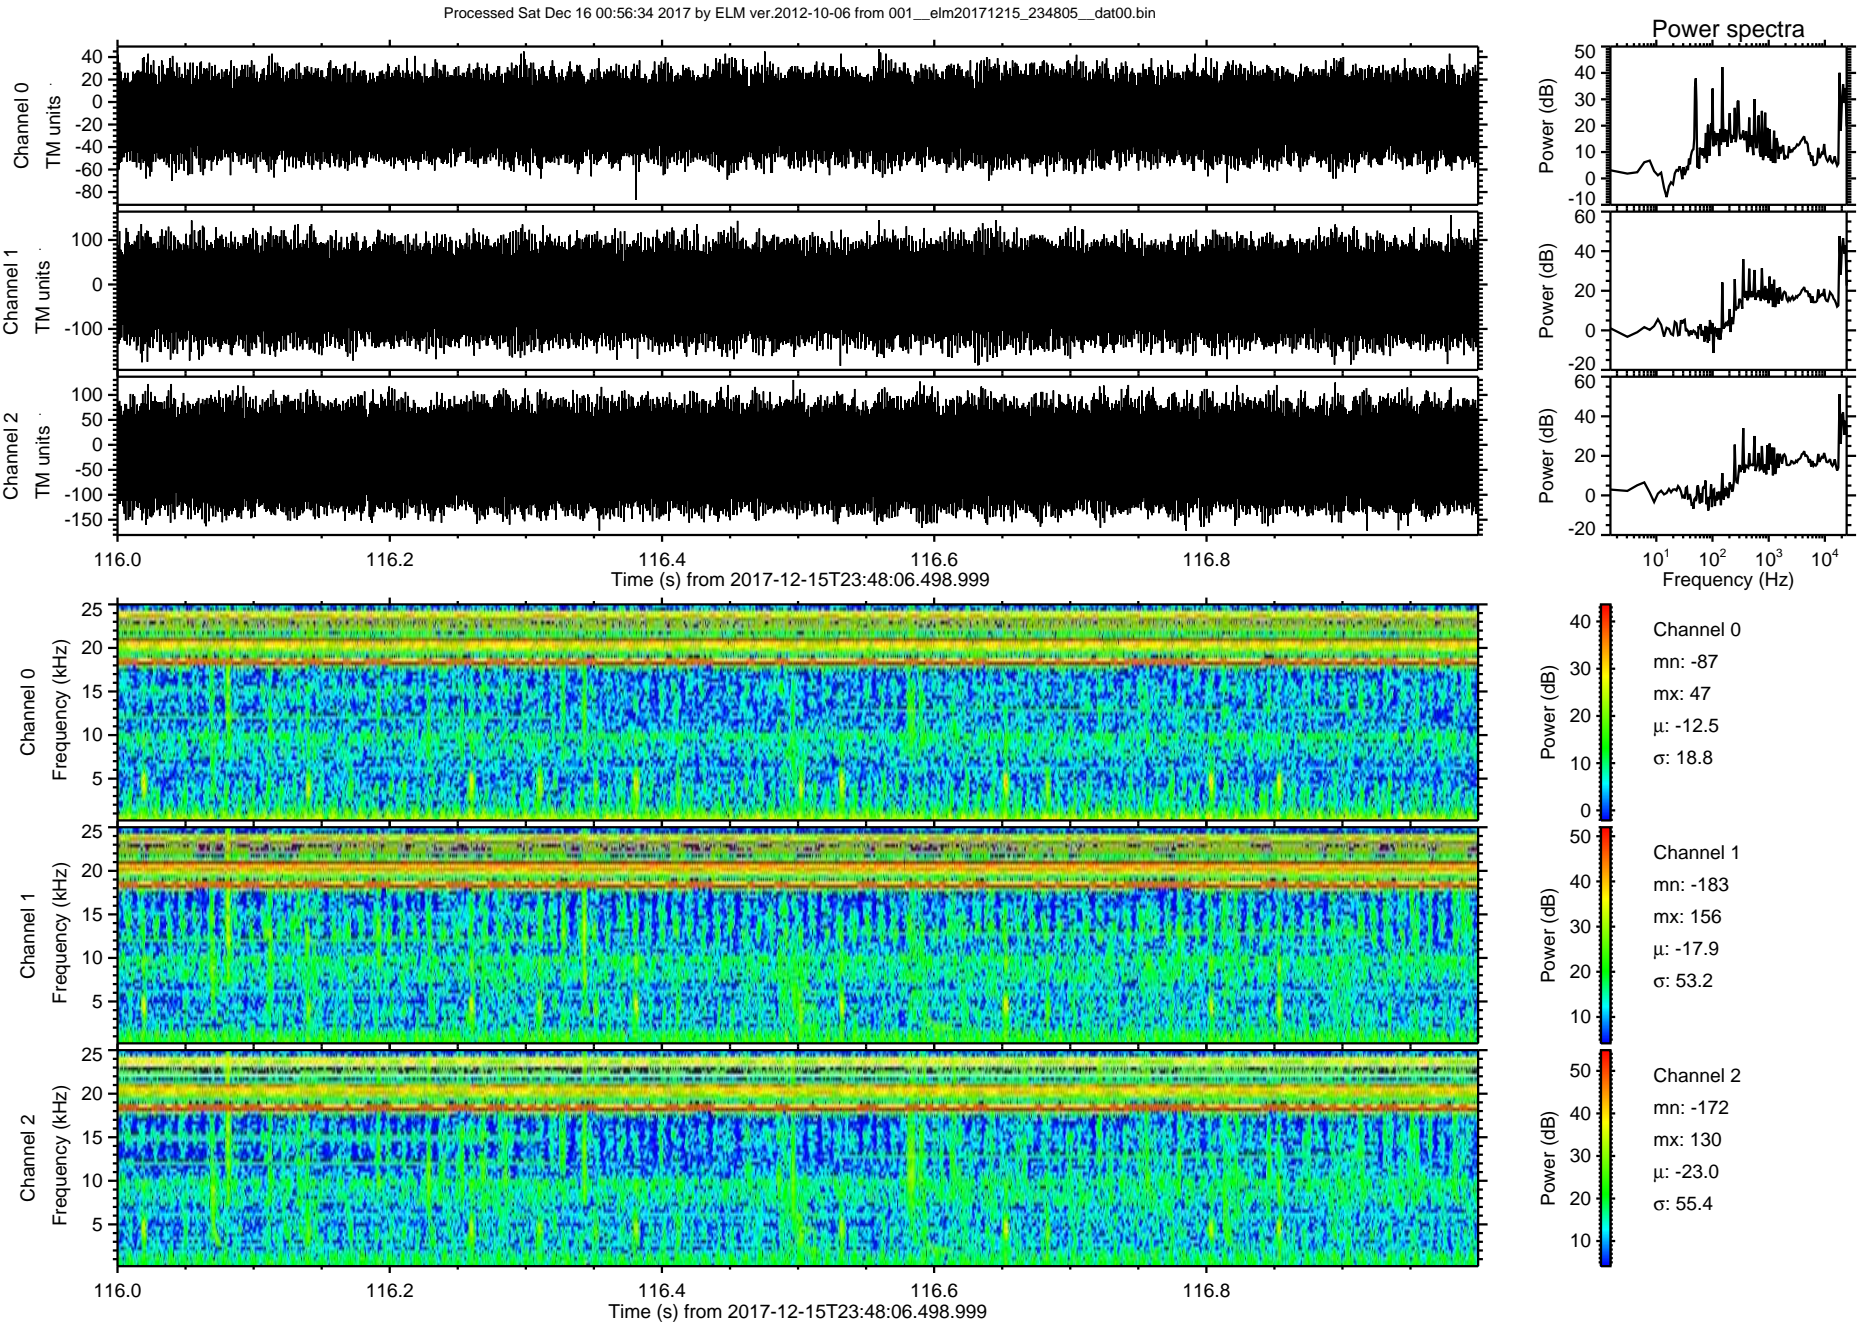 Processed Sat Dec 16 00:56:34 2017 by ELM ver.2012-10-06 from 001__elm20171215_234805__dat00.bin
Power spectra
Channel 0
TM units
40
20
0
-20
-40
-60
-80
Power (dB)
50
40
30
20
10
0
-10
Channel 1
TM units
100
0
-100
Power (dB)
60
40
20
0
-20
Channel 2
TM units
100
50
0
-50
-100
-150
Power (dB)
60
40
20
0
-20
116.0 116.2 116.4 116.6 116.8
Time (s) from 2017-12-15T23:48:06.498.999
10^1 10^2 10^3 10^4
Frequency (Hz)
Channel 0
Frequency (kHz)
25
20
15
10
5
Power (dB)
40
30
20
10
0
Channel 0
mn: -87
mx: 47
μ: -12.5
σ: 18.8
Channel 1
Frequency (kHz)
25
20
15
10
5
Power (dB)
50
40
30
20
10
Channel 1
mn: -183
mx: 156
μ: -17.9
σ: 53.2
Channel 2
Frequency (kHz)
25
20
15
10
5
Power (dB)
50
40
30
20
10
Channel 2
mn: -172
mx: 130
μ: -23.0
σ: 55.4
116.0 116.2 116.4 116.6 116.8
Time (s) from 2017-12-15T23:48:06.498.999